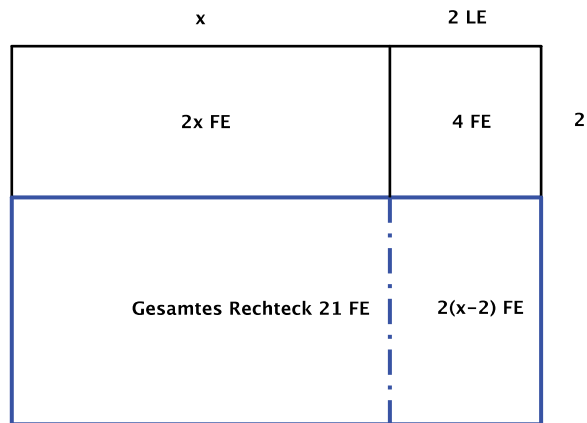 x
2 LE
2x FE
4 FE
2
Gesamtes Rechteck 21 FE
2(x-2) FE